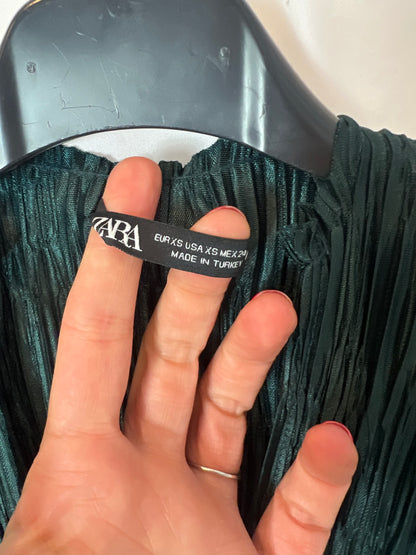 ZARA
EUR XS USA XS MEX 24
MADE IN TURKEY